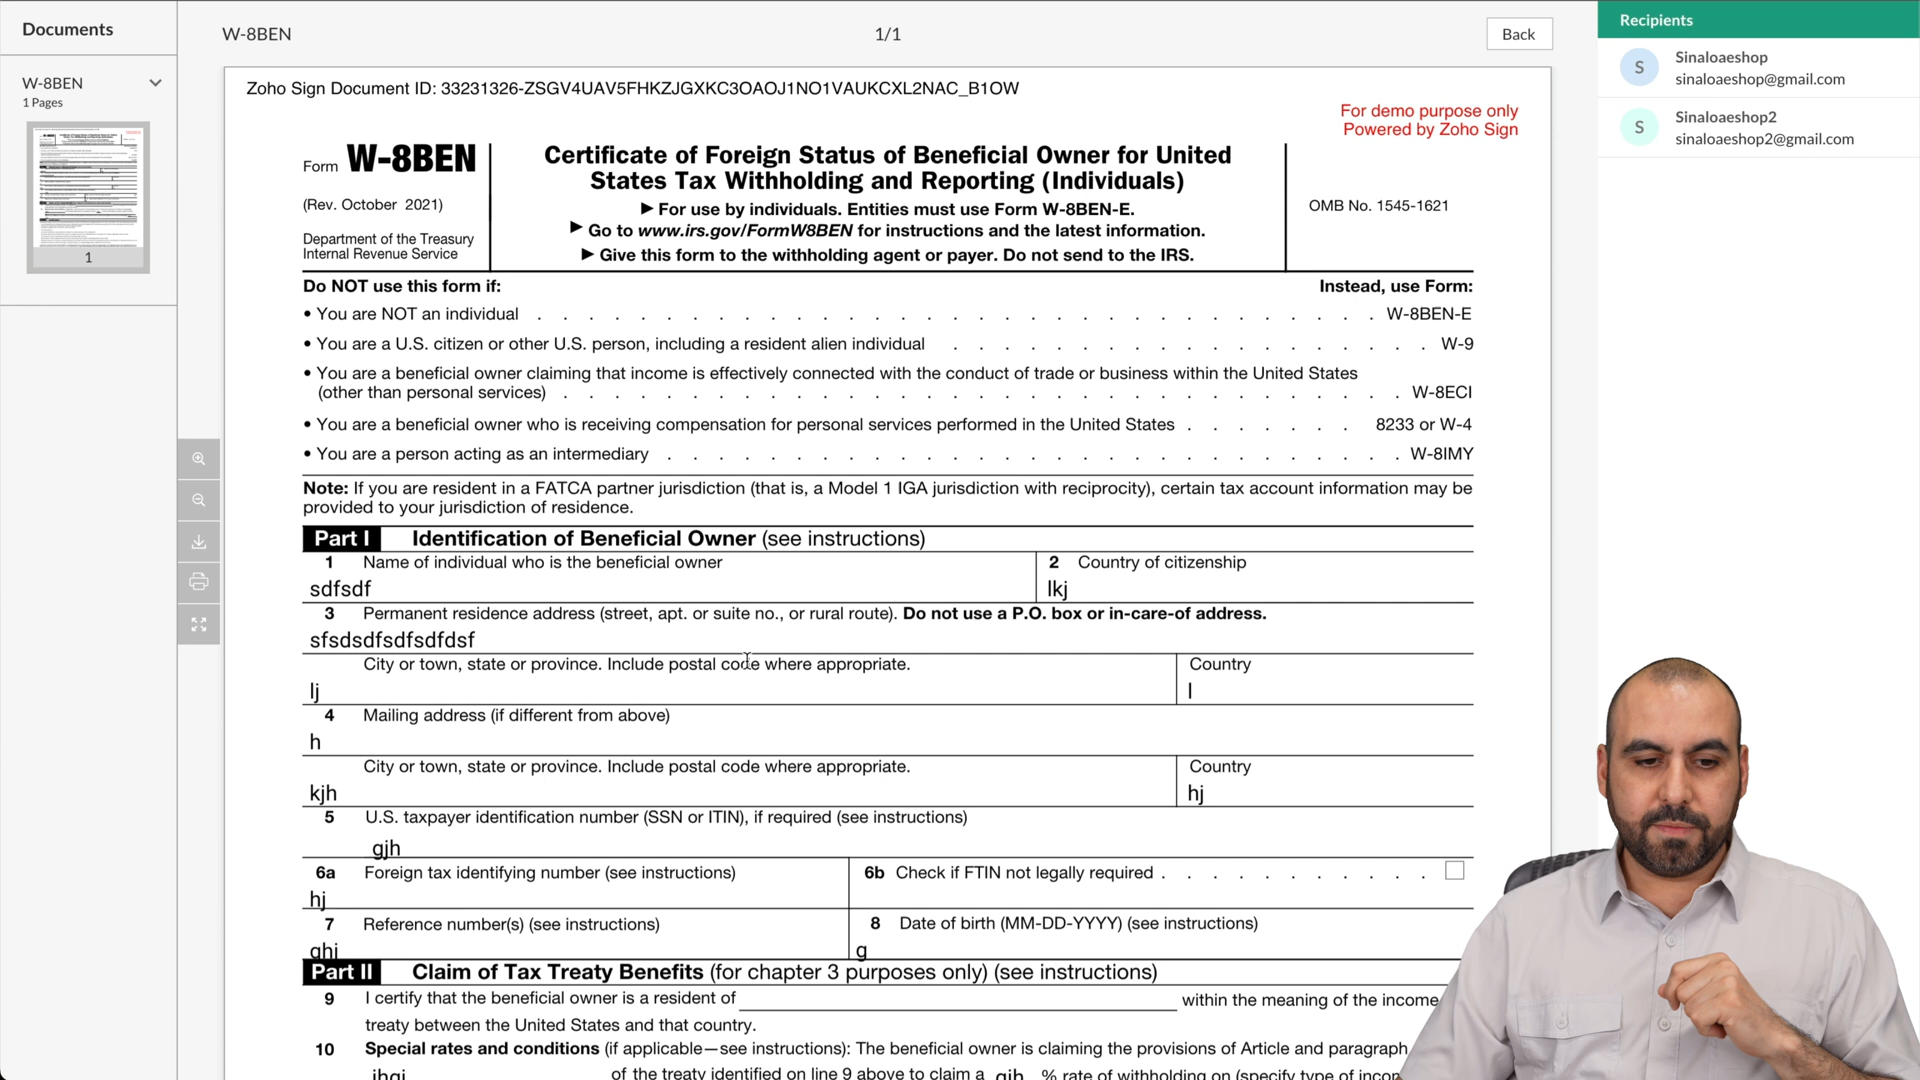 Documents
W-8BEN
1/1
Back
Recipients
W-8BEN
1 Pages
1
Sinaloaeshop
S
sinaloaeshop@gmail.com
Sinaloaeshop2
S
sinaloaeshop2@gmail.com
Zoho Sign Document ID: 33231326-ZSGV4UAV5FHKZJGXKC3OAOJ1NO1VAUKCXL2NAC_B1OW
For demo purpose only
Powered by Zoho Sign
Form W-8BEN
(Rev. October 2021)
Department of the Treasury
Internal Revenue Service
Certificate of Foreign Status of Beneficial Owner for United
States Tax Withholding and Reporting (Individuals)
▶ For use by individuals. Entities must use Form W-8BEN-E.
▶ Go to www.irs.gov/FormW8BEN for instructions and the latest information.
▶ Give this form to the withholding agent or payer. Do not send to the IRS.
OMB No. 1545-1621
Do NOT use this form if: Instead, use Form:
• You are NOT an individual . . . . . . . . . . . . . . . . . . . . . . . . . . . . . . . . . W-8BEN-E
• You are a U.S. citizen or other U.S. person, including a resident alien individual . . . . . . . . . . . . . . . . . . . W-9
• You are a beneficial owner claiming that income is effectively connected with the conduct of trade or business within the United States
(other than personal services) . . . . . . . . . . . . . . . . . . . . . . . . . . . . . . . . . W-8ECI
• You are a beneficial owner who is receiving compensation for personal services performed in the United States . . . . . . . 8233 or W-4
• You are a person acting as an intermediary . . . . . . . . . . . . . . . . . . . . . . . . . . . . . W-8IMY
Note: If you are resident in a FATCA partner jurisdiction (that is, a Model 1 IGA jurisdiction with reciprocity), certain tax account information may be
provided to your jurisdiction of residence.
Part I Identification of Beneficial Owner (see instructions)
1 Name of individual who is the beneficial owner
sdfsdf
2 Country of citizenship
lkj
3 Permanent residence address (street, apt. or suite no., or rural route). Do not use a P.O. box or in-care-of address.
sfsdsdfsdfsdfdsf
City or town, state or province. Include postal code where appropriate.
lj
Country
l
4 Mailing address (if different from above)
h
City or town, state or province. Include postal code where appropriate.
kjh
Country
hj
5 U.S. taxpayer identification number (SSN or ITIN), if required (see instructions)
gjh
6a Foreign tax identifying number (see instructions)
hj
6b Check if FTIN not legally required . . . . . . . . . . .
7 Reference number(s) (see instructions)
ghj
8 Date of birth (MM-DD-YYYY) (see instructions)
g
Part II Claim of Tax Treaty Benefits (for chapter 3 purposes only) (see instructions)
9 I certify that the beneficial owner is a resident of within the meaning of the income
treaty between the United States and that country.
10 Special rates and conditions (if applicable—see instructions): The beneficial owner is claiming the provisions of Article and paragraph
of the treaty identified on line 9 above to claim a % rate of withholding on (specify type of